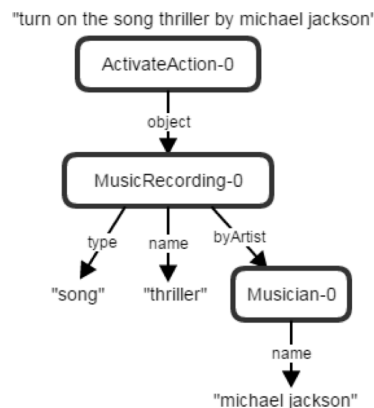 "turn on the song thriller by michael jackson'
ActivateAction-0
object
MusicRecording-0
type name byArtist
"song" "thriller" Musician-0
name
"michael jackson"